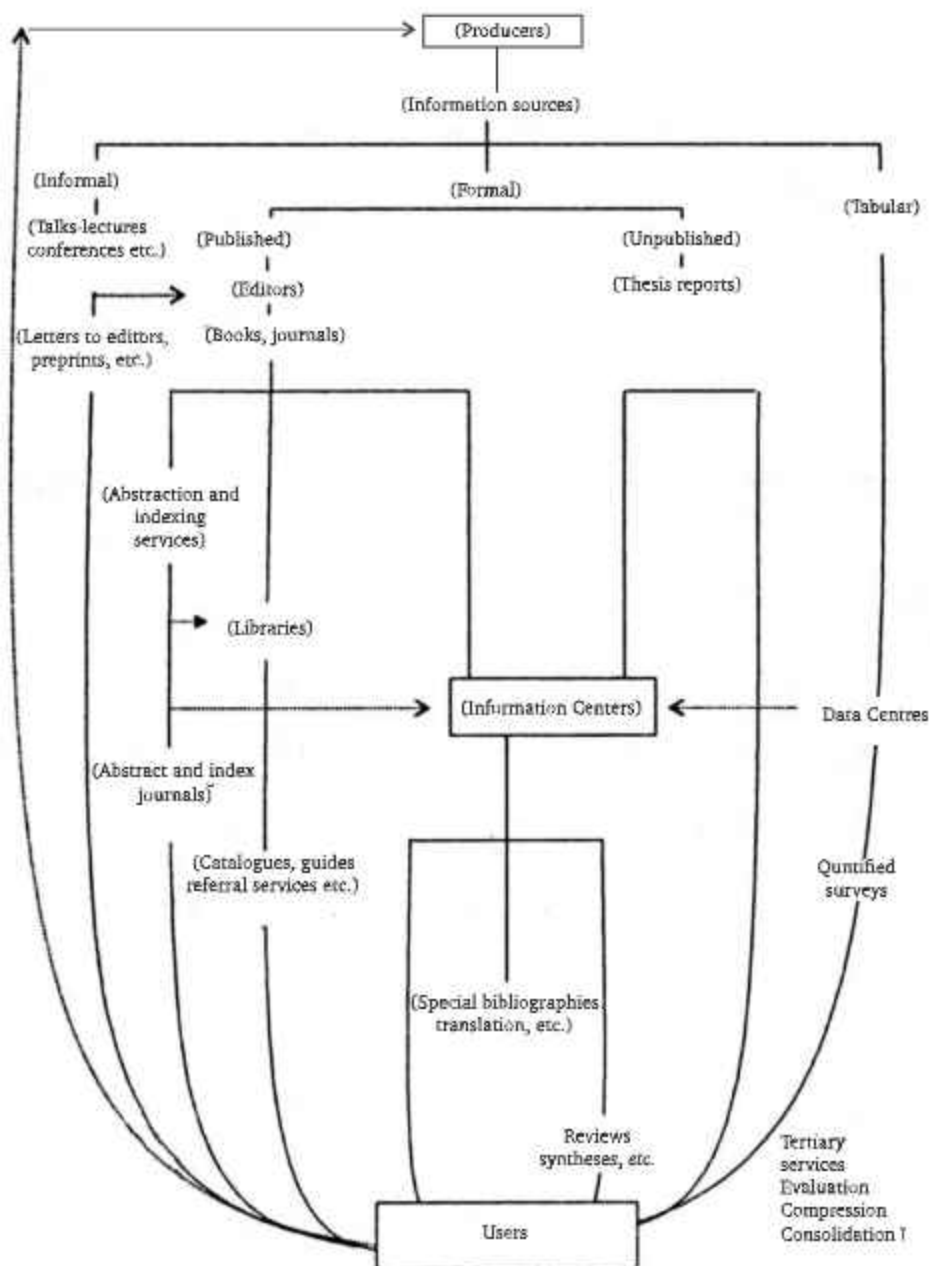 (Producers)
(Information sources)
(Informal)
(Formal)
(Tabular)
(Talks-lectures
conferences etc.)
(Published)
(Unpublished)
(Editors)
(Thesis reports)
(Letters to editors,
preprints, etc.)
(Books, journals)
(Abstraction and
indexing
services)
(Libraries)
(Information Centers)
Data Centres
(Abstract and index
journals)
(Catalogues, guides
referral services etc.)
Quntified
surveys
(Special bibliographies
translation, etc.)
Reviews
syntheses, etc.
Tertiary
services
Evaluation
Compression
Consolidation
Users